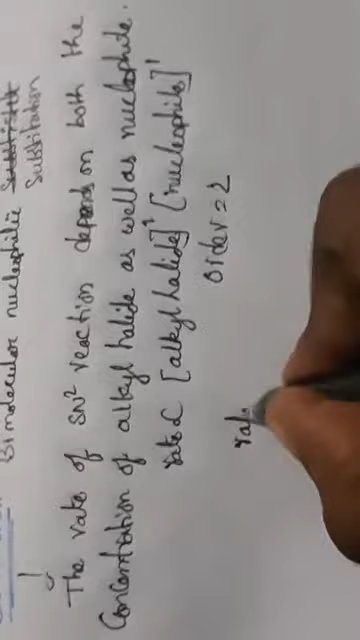 Bimolecular nucleophilic
Substitution
The rate of SN² reaction depends on both the
Concentration of alkyl halide as well as nucleophile.
rate ∝ [alkyl halide]¹ [nucleophile]¹
order = 2
rate